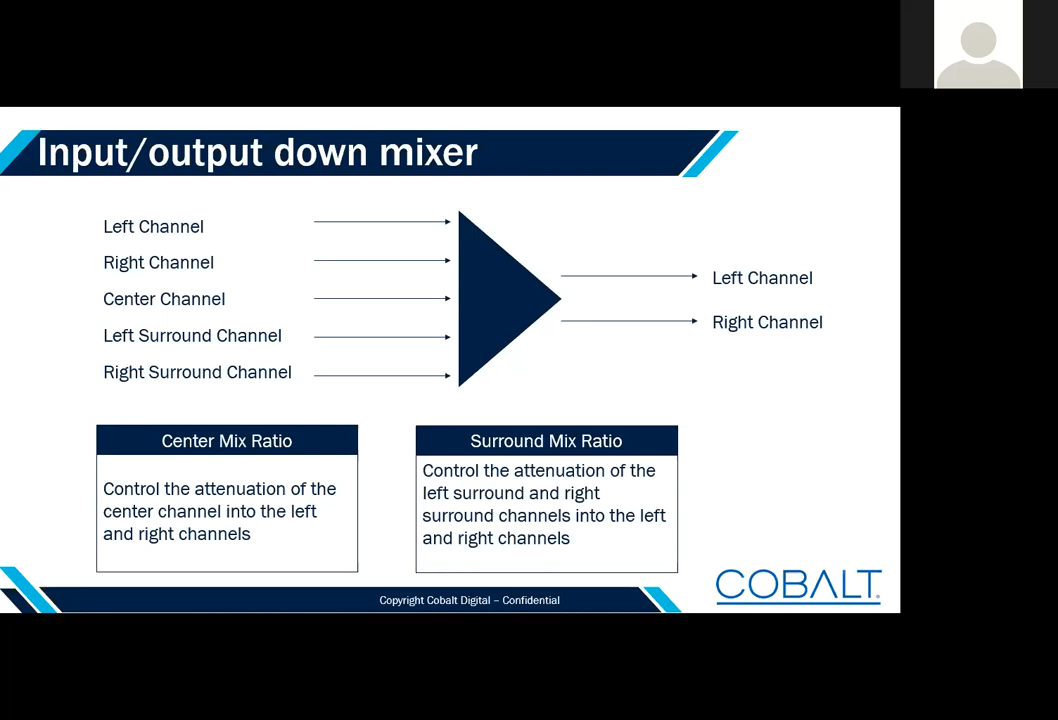 Input/output down mixer
Left Channel
Right Channel
Center Channel
Left Surround Channel
Right Surround Channel
Left Channel
Right Channel
Center Mix Ratio
Control the attenuation of the
center channel into the left
and right channels
Surround Mix Ratio
Control the attenuation of the
left surround and right
surround channels into the left
and right channels
Copyright Cobalt Digital – Confidential
COBALT